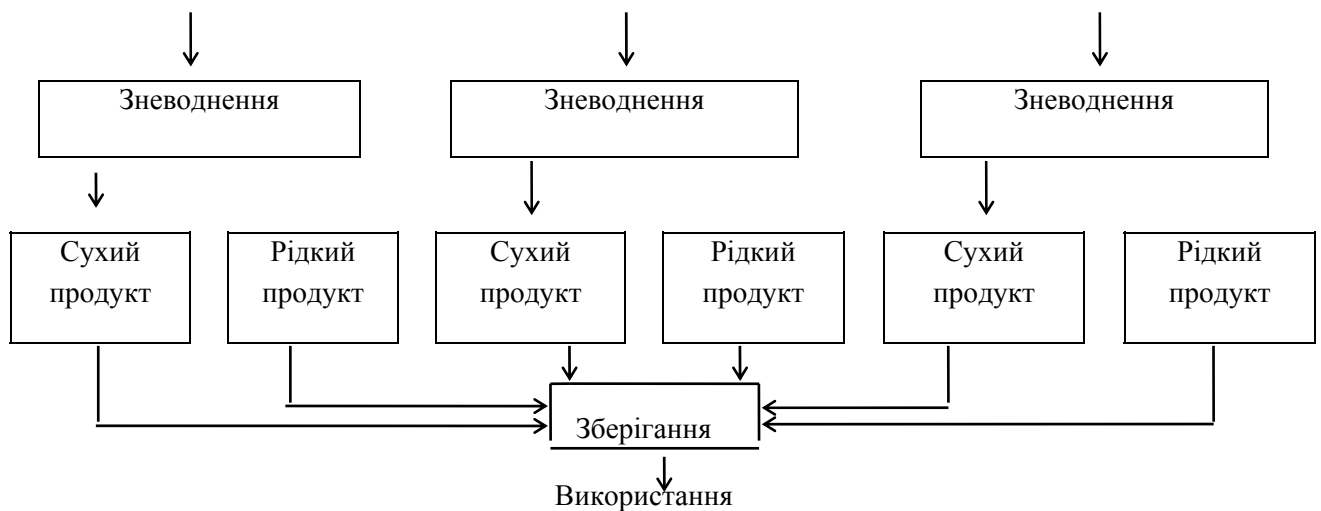 Зневоднення
Зневоднення
Зневоднення
Сухий
продукт
Рідкий
продукт
Сухий
продукт
Рідкий
продукт
Сухий
продукт
Рідкий
продукт
Зберігання
Використання